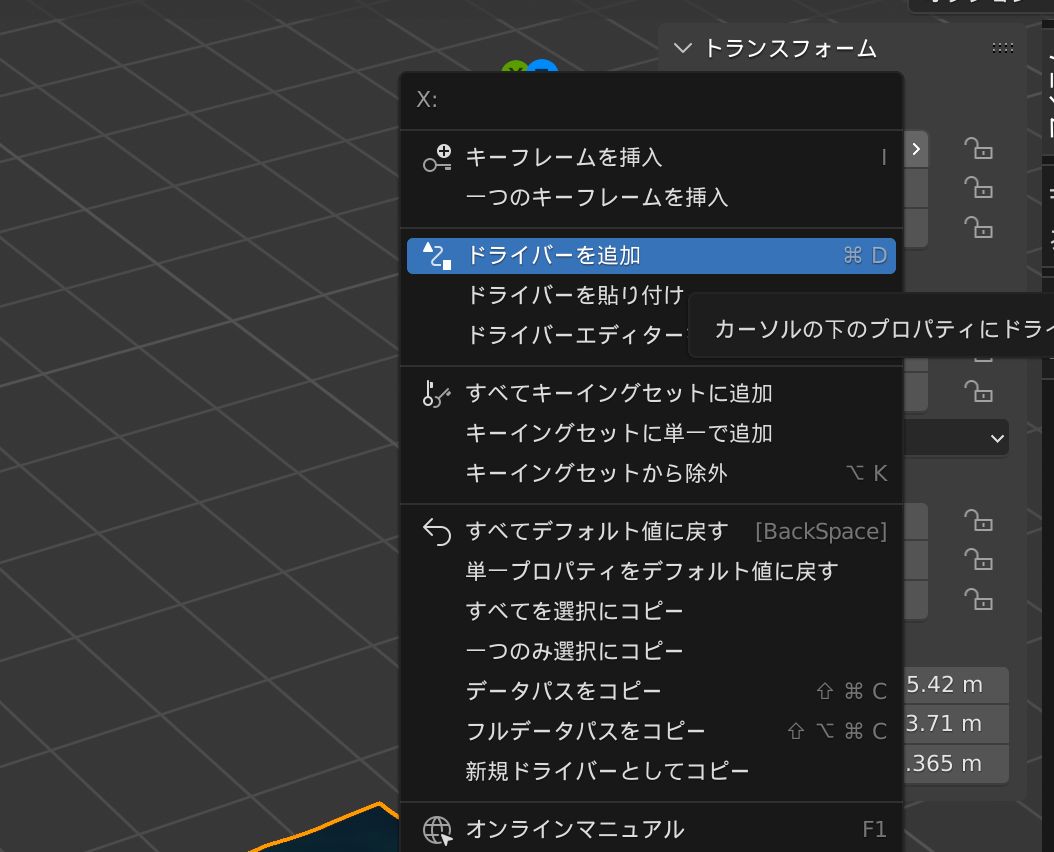 トランスフォーム
X:
キーフレームを挿入 I
一つのキーフレームを挿入
ドライバーを追加 ⌘ D
ドライバーを貼り付け
ドライバーエディター
カーソルの下のプロパティにドライ
すべてキーイングセットに追加
キーイングセットに単一で追加
キーイングセットから除外 ⌥ K
すべてデフォルト値に戻す [BackSpace]
単一プロパティをデフォルト値に戻す
すべてを選択にコピー
一つのみ選択にコピー
データパスをコピー ⇧ ⌘ C
5.42 m
フルデータパスをコピー ⇧ ⌥ ⌘ C
3.71 m
新規ドライバーとしてコピー
.365 m
オンラインマニュアル F1